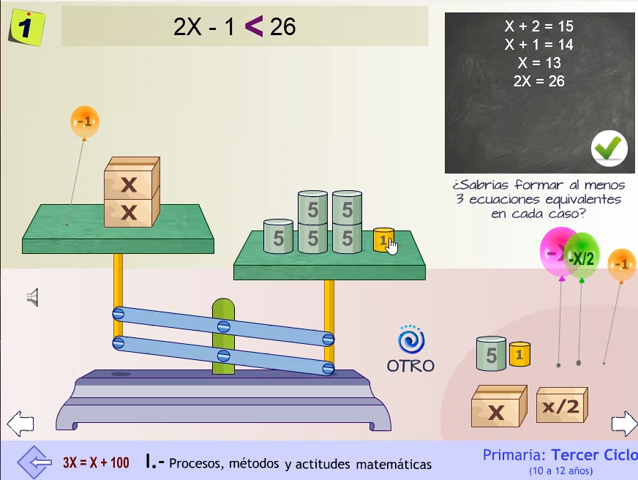 1
2X - 1 < 26
X + 2 = 15
X + 1 = 14
X = 13
2X = 26
¿Sabrías formar al menos
3 ecuaciones equivalentes
en cada caso?
-1
X
X
5 5
5 5 5 1
-X/2
-1
OTRO
5 1
X x/2
3X = X + 100 I.- Procesos, métodos y actitudes matemáticas
Primaria: Tercer Ciclo
(10 a 12 años)